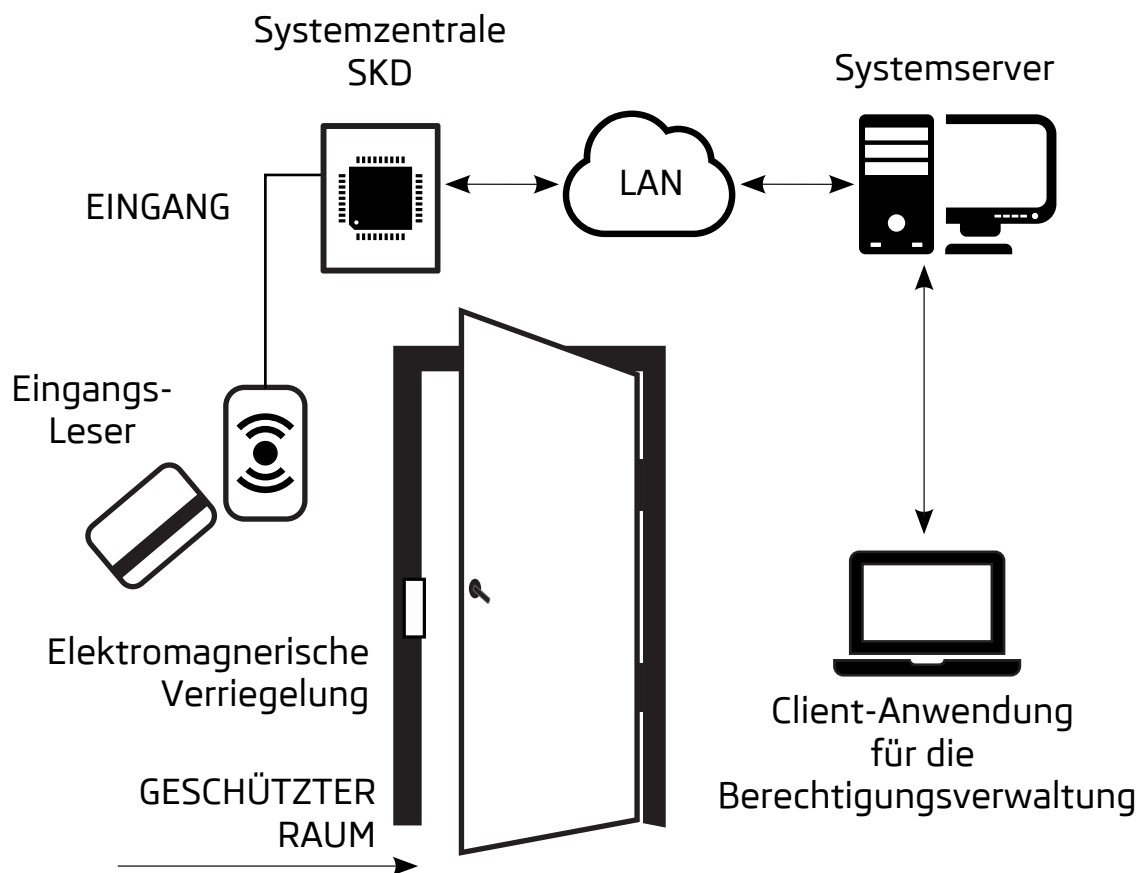 Systemzentrale
SKD
Systemserver
LAN
EINGANG
Eingangs-
Leser
Elektromagnerische
Verriegelung
Client-Anwendung
für die
Berechtigungsverwaltung
GESCHÜTZTER
RAUM